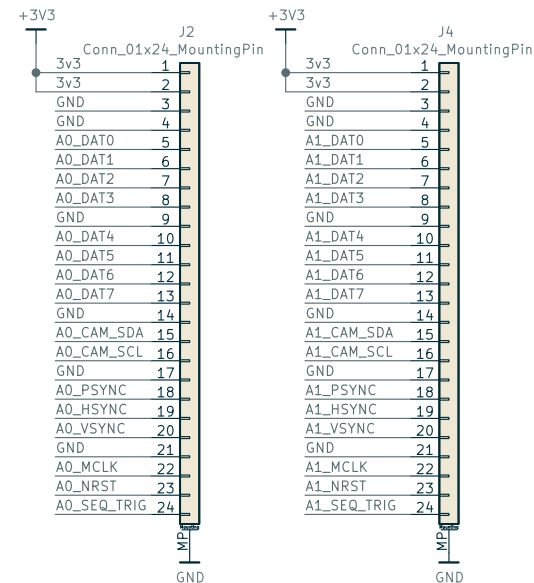 +3V3
J2
Conn_01x24_MountingPin
3v3 1
3v3 2
GND 3
GND 4
A0_DAT0 5
A0_DAT1 6
A0_DAT2 7
A0_DAT3 8
GND 9
A0_DAT4 10
A0_DAT5 11
A0_DAT6 12
A0_DAT7 13
GND 14
A0_CAM_SDA 15
A0_CAM_SCL 16
GND 17
A0_PSYNC 18
A0_HSYNC 19
A0_VSYNC 20
GND 21
A0_MCLK 22
A0_NRST 23
A0_SEQ_TRIG 24
MP
GND
+3V3
J4
Conn_01x24_MountingPin
3v3 1
3v3 2
GND 3
GND 4
A1_DAT0 5
A1_DAT1 6
A1_DAT2 7
A1_DAT3 8
GND 9
A1_DAT4 10
A1_DAT5 11
A1_DAT6 12
A1_DAT7 13
GND 14
A1_CAM_SDA 15
A1_CAM_SCL 16
GND 17
A1_PSYNC 18
A1_HSYNC 19
A1_VSYNC 20
GND 21
A1_MCLK 22
A1_NRST 23
A1_SEQ_TRIG 24
MP
GND